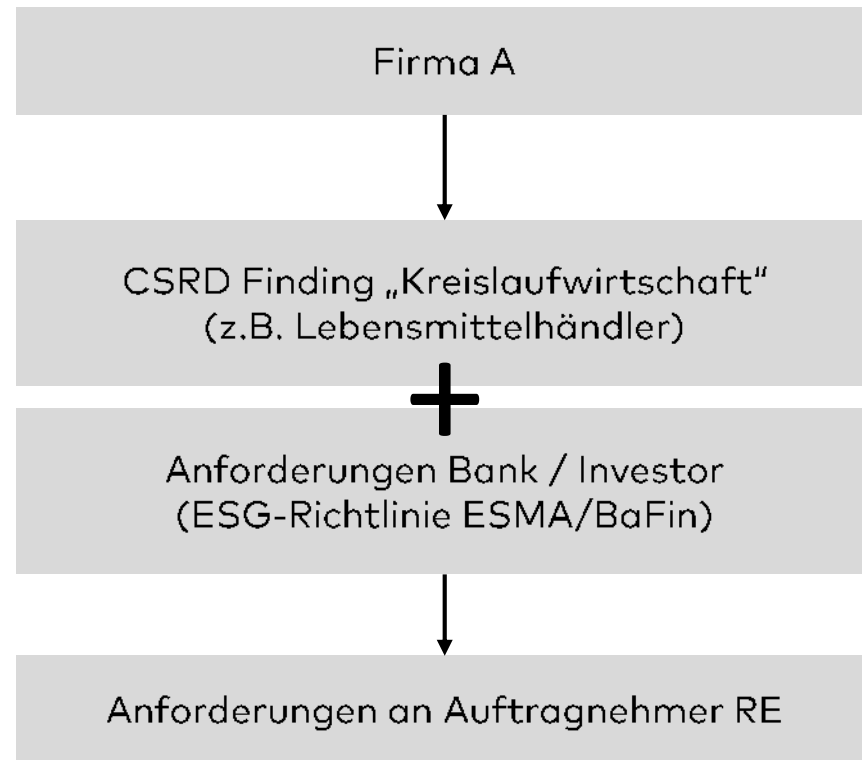 Firma A
CSRD Finding „Kreislaufwirtschaft“
(z.B. Lebensmittelhändler)
+
Anforderungen Bank / Investor
(ESG-Richtlinie ESMA/BaFin)
Anforderungen an Auftragnehmer RE